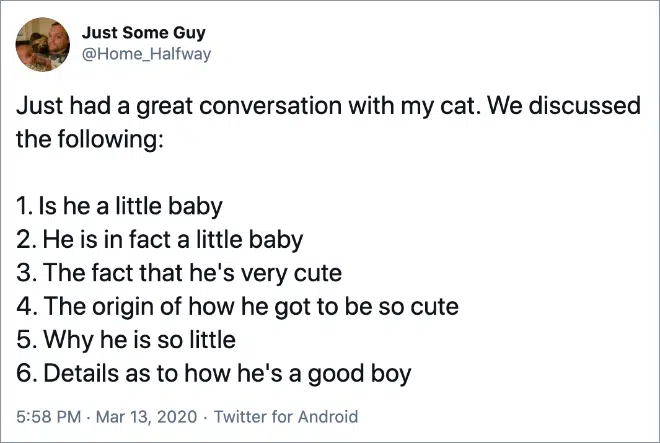 Just Some Guy
@Home_Halfway
Just had a great conversation with my cat. We discussed
the following:
1. Is he a little baby
2. He is in fact a little baby
3. The fact that he's very cute
4. The origin of how he got to be so cute
5. Why he is so little
6. Details as to how he's a good boy
5:58 PM · Mar 13, 2020 · Twitter for Android